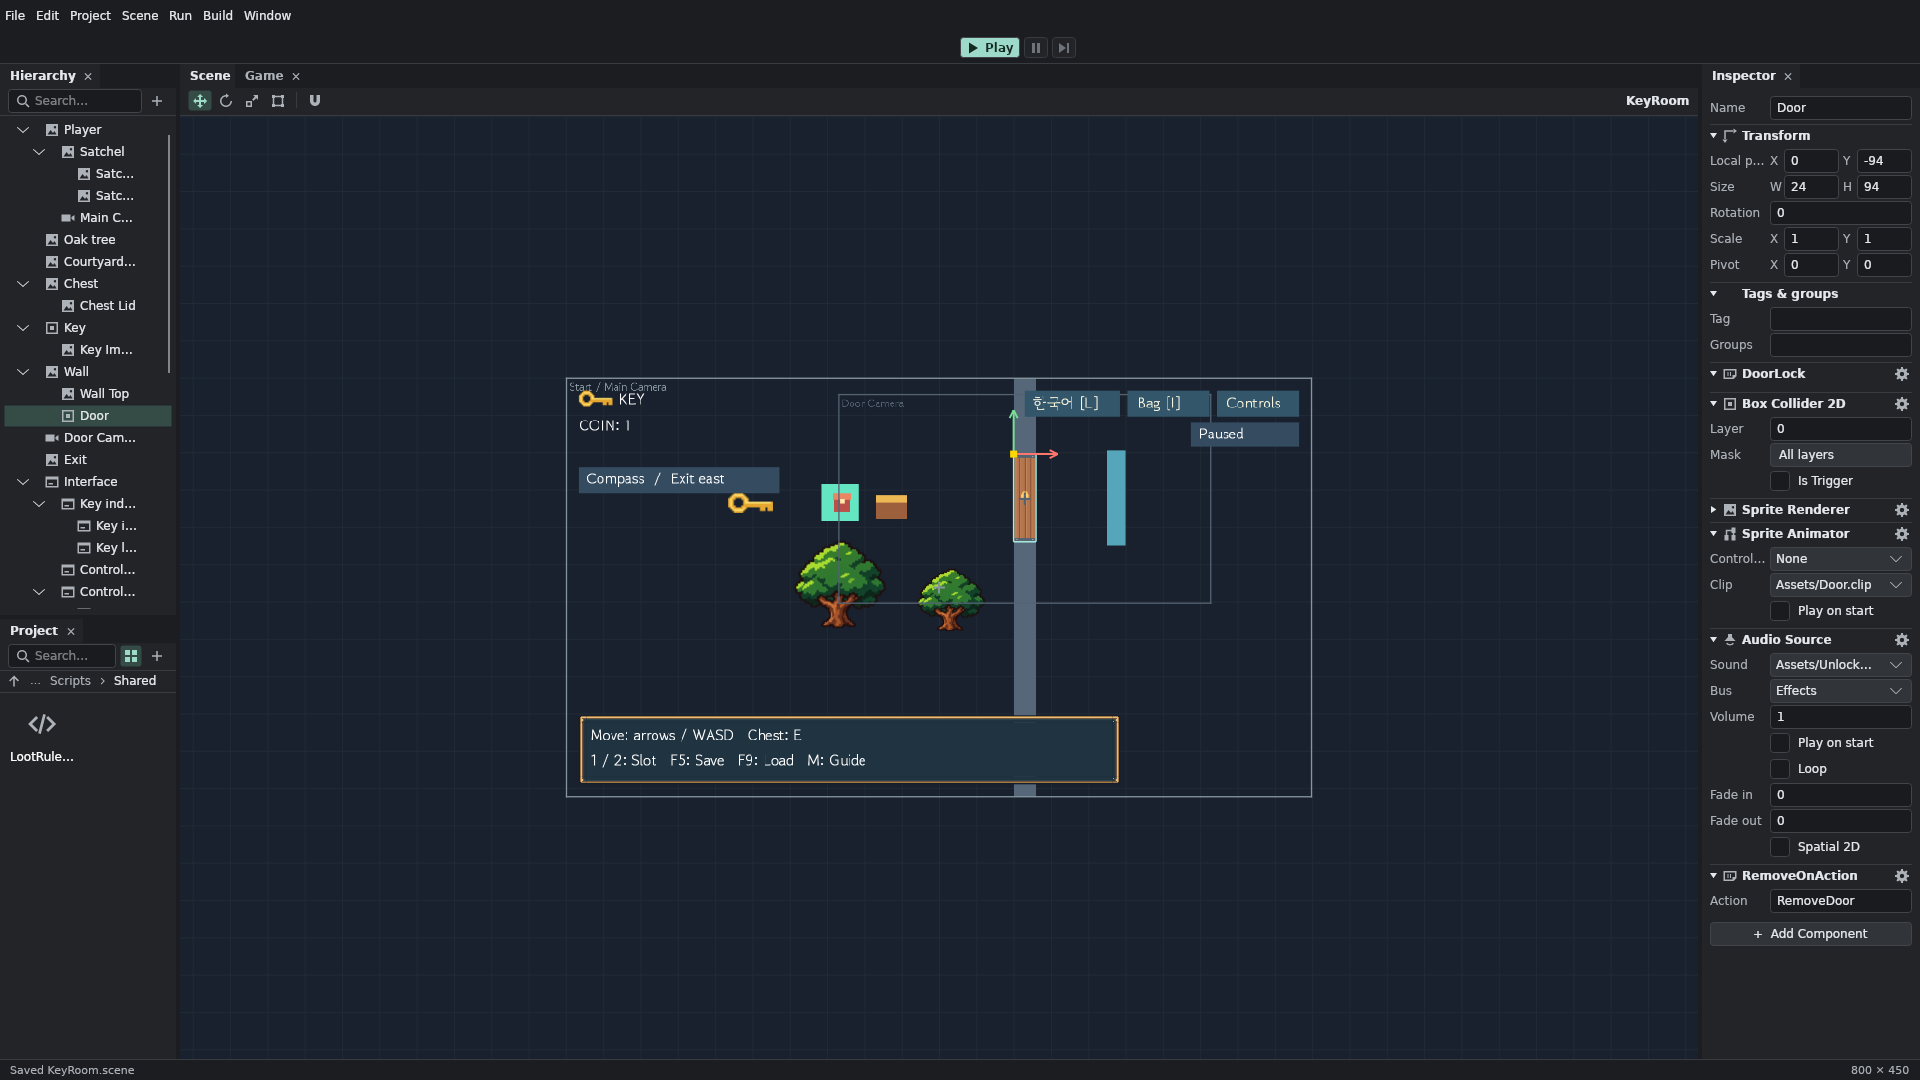 File Edit Project Scene Run Build Window
Play
Hierarchy
Search...
Player
Satchel
Satc...
Satc...
Main C...
Oak tree
Courtyard...
Chest
Chest Lid
Key
Key Im...
Wall
Wall Top
Door
Door Cam...
Exit
Interface
Key ind...
Key i...
Key l...
Control...
Control...
Project
Search...
... Scripts › Shared
LootRule...
Scene Game
KeyRoom
Start / Main Camera
KEY
COIN: 1
Door Camera
한국어 [L] Bag [I] Controls
Paused
Compass / Exit east
Move: arrows / WASD Chest: E
1 / 2: Slot F5: Save F9: Load M: Guide
Inspector
Name Door
Transform
Local p... X 0 Y -94
Size W 24 H 94
Rotation 0
Scale X 1 Y 1
Pivot X 0 Y 0
Tags & groups
Tag
Groups
DoorLock
Box Collider 2D
Layer 0
Mask All layers
Is Trigger
Sprite Renderer
Sprite Animator
Control... None
Clip Assets/Door.clip
Play on start
Audio Source
Sound Assets/Unlock...
Bus Effects
Volume 1
Play on start
Loop
Fade in 0
Fade out 0
Spatial 2D
RemoveOnAction
Action RemoveDoor
+ Add Component
Saved KeyRoom.scene
800 × 450